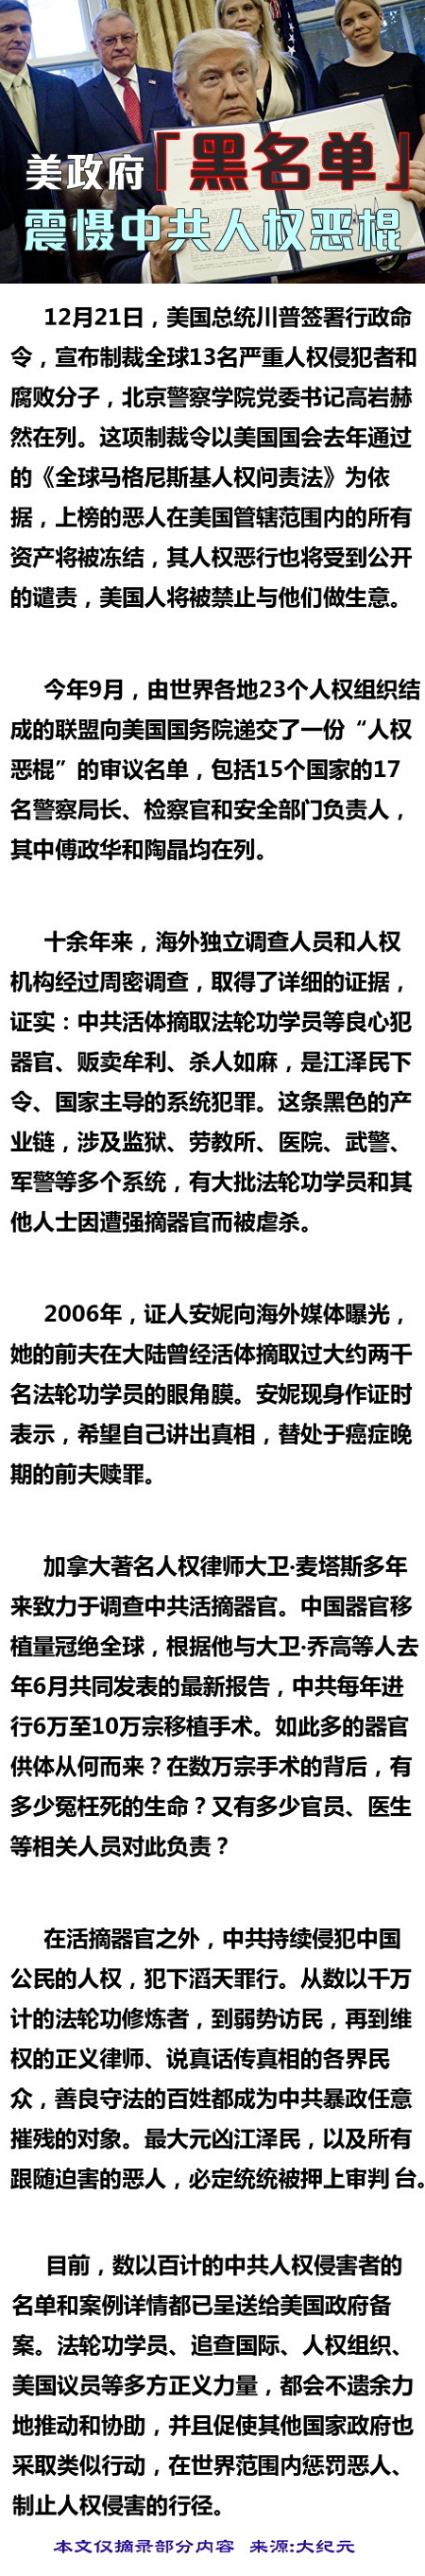 美政府「黑名单」
震慑中共人权恶棍
12月21日，美国总统川普签署行政命
令，宣布制裁全球13名严重人权侵犯者和
腐败分子，北京警察学院党委书记高岩赫
然在列。这项制裁令以美国国会去年通过
的《全球马格尼斯基人权问责法》为依
据，上榜的恶人在美国管辖范围内的所有
资产将被冻结，其人权恶行也将受到公开
的谴责，美国人将被禁止与他们做生意。
今年9月，由世界各地23个人权组织结
成的联盟向美国国务院递交了一份“人权
恶棍”的审议名单，包括15个国家的17
名警察局长、检察官和安全部门负责人，
其中傅政华和陶晶均在列。
十余年来，海外独立调查人员和人权
机构经过周密调查，取得了详细的证据，
证实：中共活体摘取法轮功学员等良心犯
器官、贩卖牟利、杀人如麻，是江泽民下
令、国家主导的系统犯罪。这条黑色的产
业链，涉及监狱、劳教所、医院、武警、
军警等多个系统，有大批法轮功学员和其
他人士因遭强摘器官而被虐杀。
2006年，证人安妮向海外媒体曝光，
她的前夫在大陆曾经活体摘取过大约两千
名法轮功学员的眼角膜。安妮现身作证时
表示，希望自己讲出真相，替处于癌症晚
期的前夫赎罪。
加拿大著名人权律师大卫·麦塔斯多年
来致力于调查中共活摘器官。中国器官移
植量冠绝全球，根据他与大卫·乔高等人去
年6月共同发表的最新报告，中共每年进
行6万至10万宗移植手术。如此多的器官
供体从何而来？在数万宗手术的背后，有
多少冤枉死的生命？又有多少官员、医生
等相关人员对此负责？
在活摘器官之外，中共持续侵犯中国
公民的人权，犯下滔天罪行。从数以千万
计的法轮功修炼者，到弱势访民，再到维
权的正义律师、说真话传真相的各界民
众，善良守法的百姓都成为中共暴政任意
摧残的对象。最大元凶江泽民，以及所有
跟随迫害的恶人，必定统统被押上审判台。
目前，数以百计的中共人权侵害者的
名单和案例详情都已呈送给美国政府备
案。法轮功学员、追查国际、人权组织、
美国议员等多方正义力量，都会不遗余力
地推动和协助，并且促使其他国家政府也
采取类似行动，在世界范围内惩罚恶人、
制止人权侵害的行径。
本文仅摘录部分内容 来源:大纪元